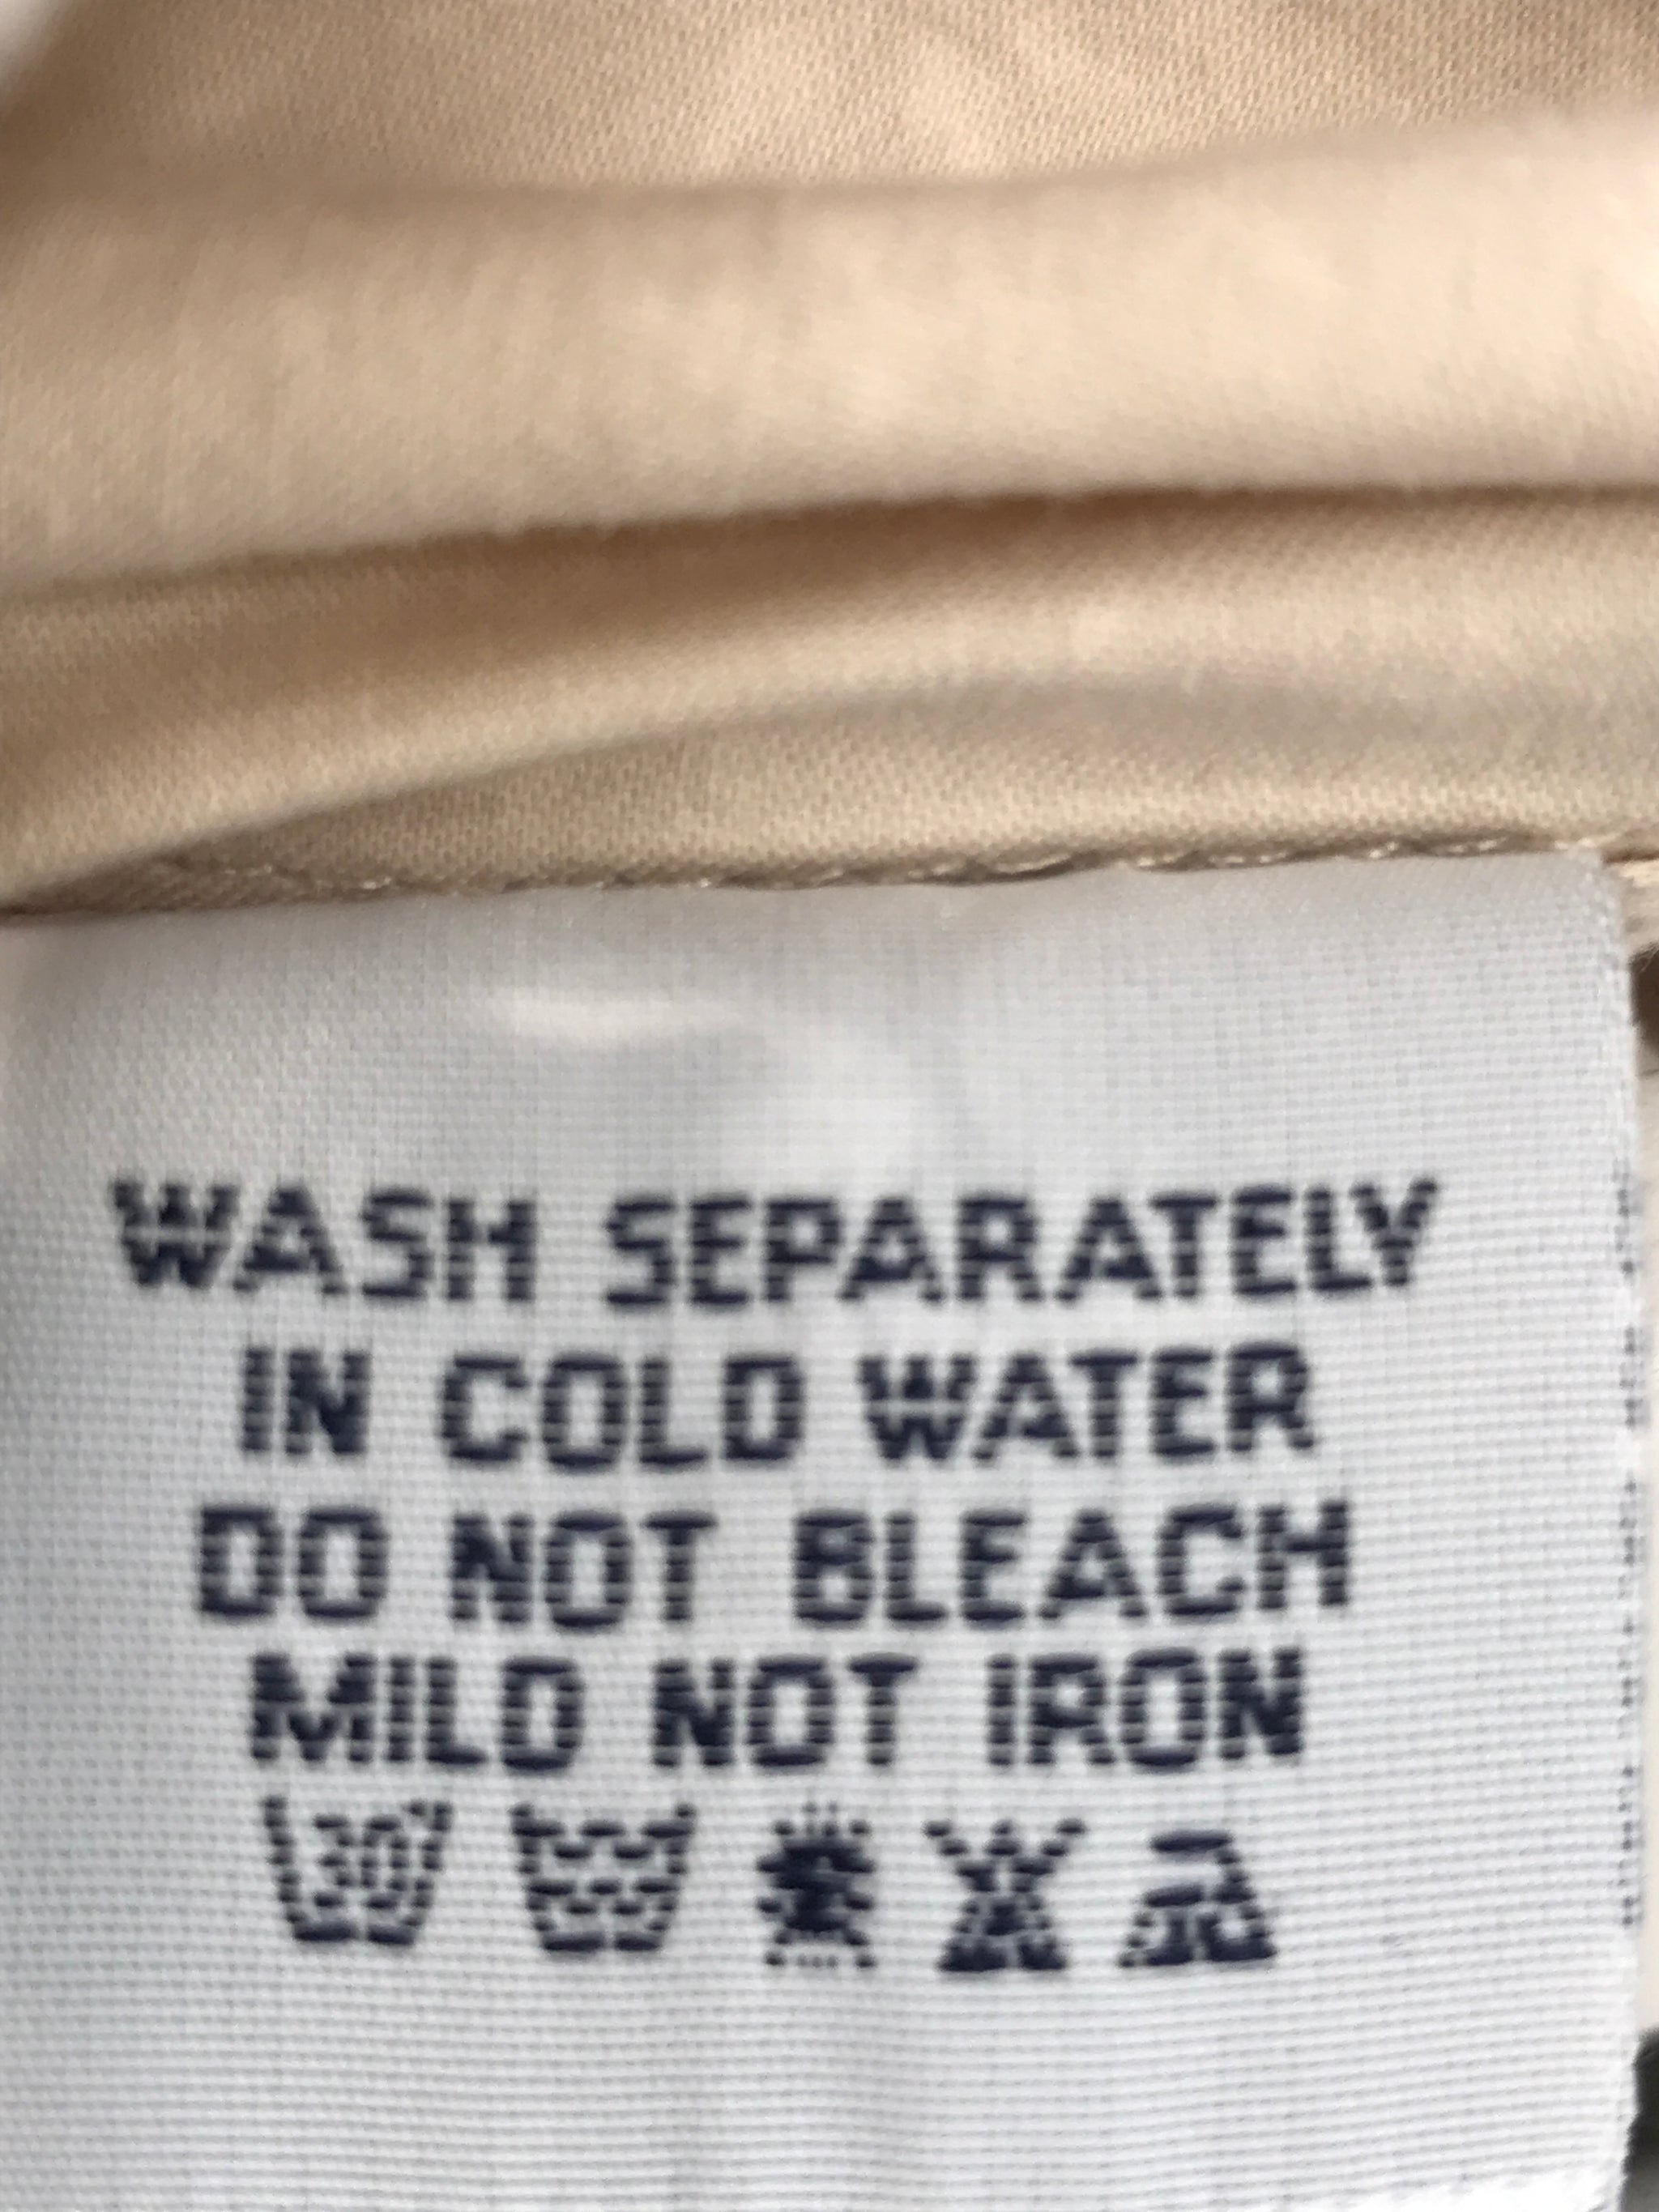 WASH SEPARATELY
IN COLD WATER
DO NOT BLEACH
MILD NOT IRON
30